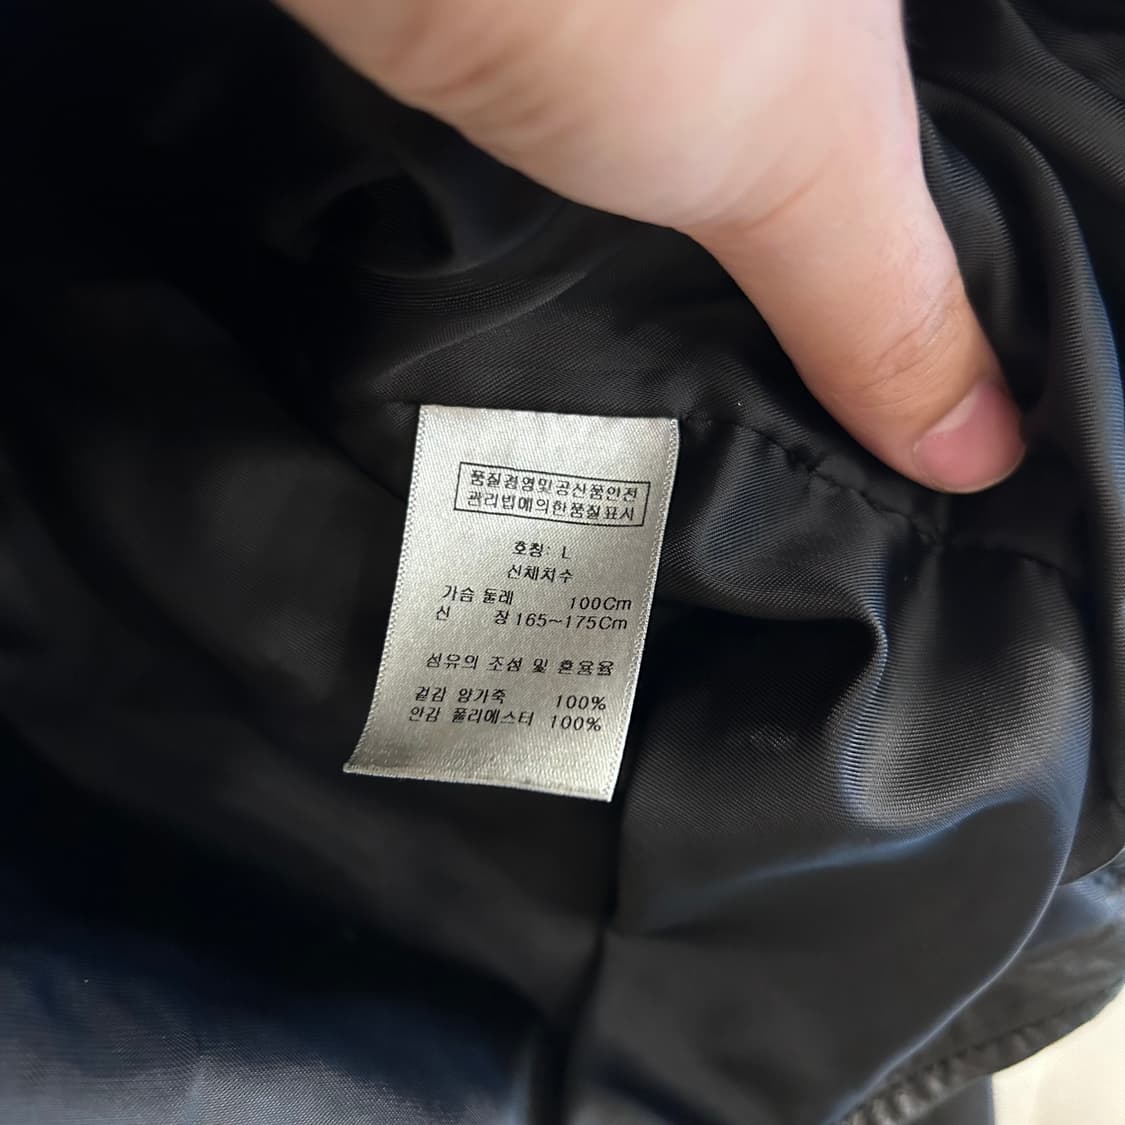 품질경영및공산품안전
관리법에의한품질표시
호칭: L
신체치수
가슴 둘레 100Cm
신 장 165~175Cm
섬유의 조성 및 혼용율
겉감 양가죽 100%
안감 폴리에스터 100%